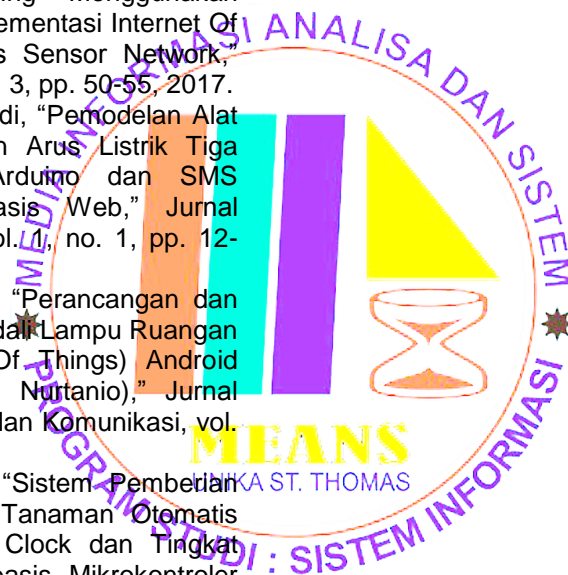 ementasi Internet Of
s Sensor Network,”
3, pp. 50-55, 2017.
di, “Pemodelan Alat
n Arus Listrik Tiga
Arduino dan SMS
asis Web,” Jurnal
ol. 1, no. 1, pp. 12-
“Perancangan dan
dali Lampu Ruangan
Of Things) Android
Nurtanio),” Jurnal
dan Komunikasi, vol.
“Sistem Pemberian
Tanaman Otomatis
Clock dan Tingkat
MEDIA INFORMASI ANALISA DAN SISTEM
MEANS
UNIKA ST. THOMAS
PROGRAM STUDI : SISTEM INFORMASI